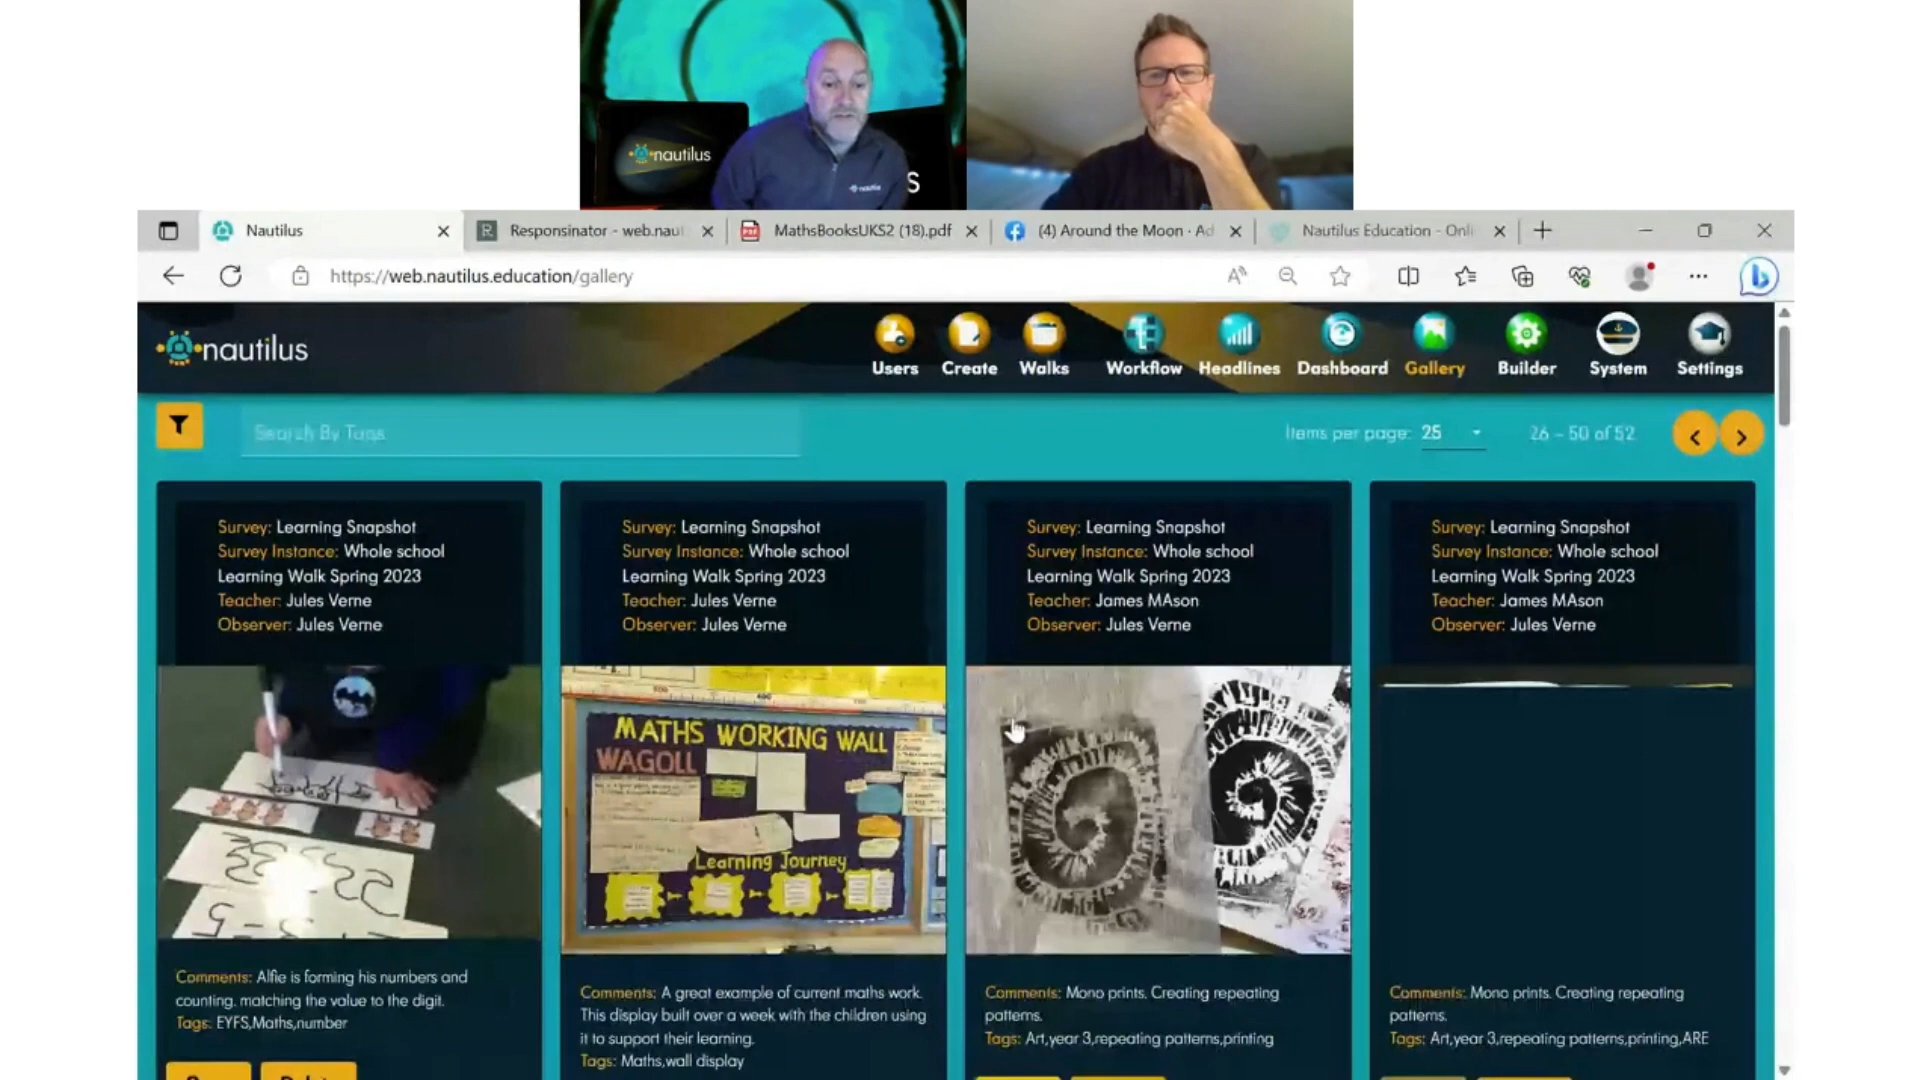 nautilus
nautilus
S
Nautilus
Responsinator - web.nau
MathsBooksUKS2 (18).pdf
(4) Around the Moon · Ad
Nautilus Education - Onli
https://web.nautilus.education/gallery
nautilus
Users
Create
Walks
Workflow
Headlines
Dashboard
Gallery
Builder
System
Settings
Search By Tags
Items per page: 25
26 – 50 of 52
Survey: Learning Snapshot
Survey Instance: Whole school
Learning Walk Spring 2023
Teacher: Jules Verne
Observer: Jules Verne
Comments: Alfie is forming his numbers and
counting. matching the value to the digit.
Tags: EYFS,Maths,number
Survey: Learning Snapshot
Survey Instance: Whole school
Learning Walk Spring 2023
Teacher: Jules Verne
Observer: Jules Verne
MATHS WORKING WALL
WAGOLL
Learning Journey
Comments: A great example of current maths work.
This display built over a week with the children using
it to support their learning.
Tags: Maths,wall display
Survey: Learning Snapshot
Survey Instance: Whole school
Learning Walk Spring 2023
Teacher: James MAson
Observer: Jules Verne
Comments: Mono prints. Creating repeating
patterns.
Tags: Art,year 3,repeating patterns,printing
Survey: Learning Snapshot
Survey Instance: Whole school
Learning Walk Spring 2023
Teacher: James MAson
Observer: Jules Verne
Comments: Mono prints. Creating repeating
patterns.
Tags: Art,year 3,repeating patterns,printing,ARE